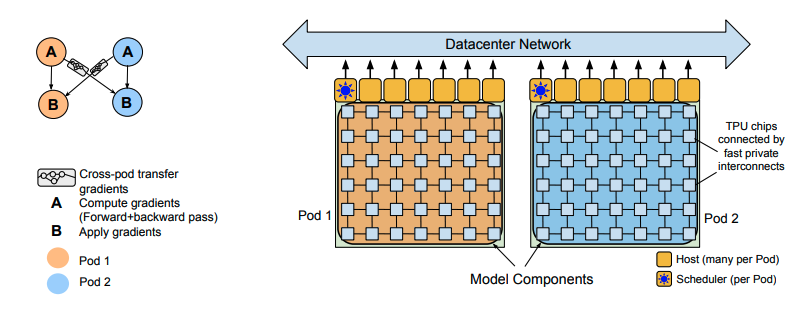 Datacenter Network
A
A
B
B
Cross-pod transfer
gradients
A
Compute gradients
(Forward+backward pass)
B
Apply gradients
Pod 1
Pod 2
Pod 1
Pod 2
TPU chips
connected by
fast private
interconnects
Model Components
Host (many per Pod)
Scheduler (per Pod)